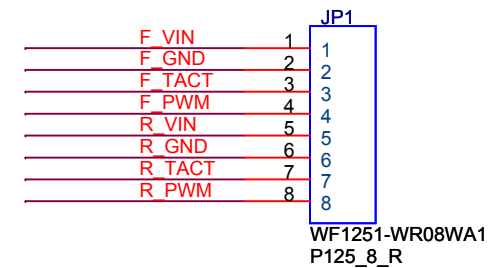 JP1
F_VIN 1 1
F_GND 2 2
F_TACT 3 3
F_PWM 4 4
R_VIN 5 5
R_GND 6 6
R_TACT 7 7
R_PWM 8 8
WF1251-WR08WA1
P125_8_R